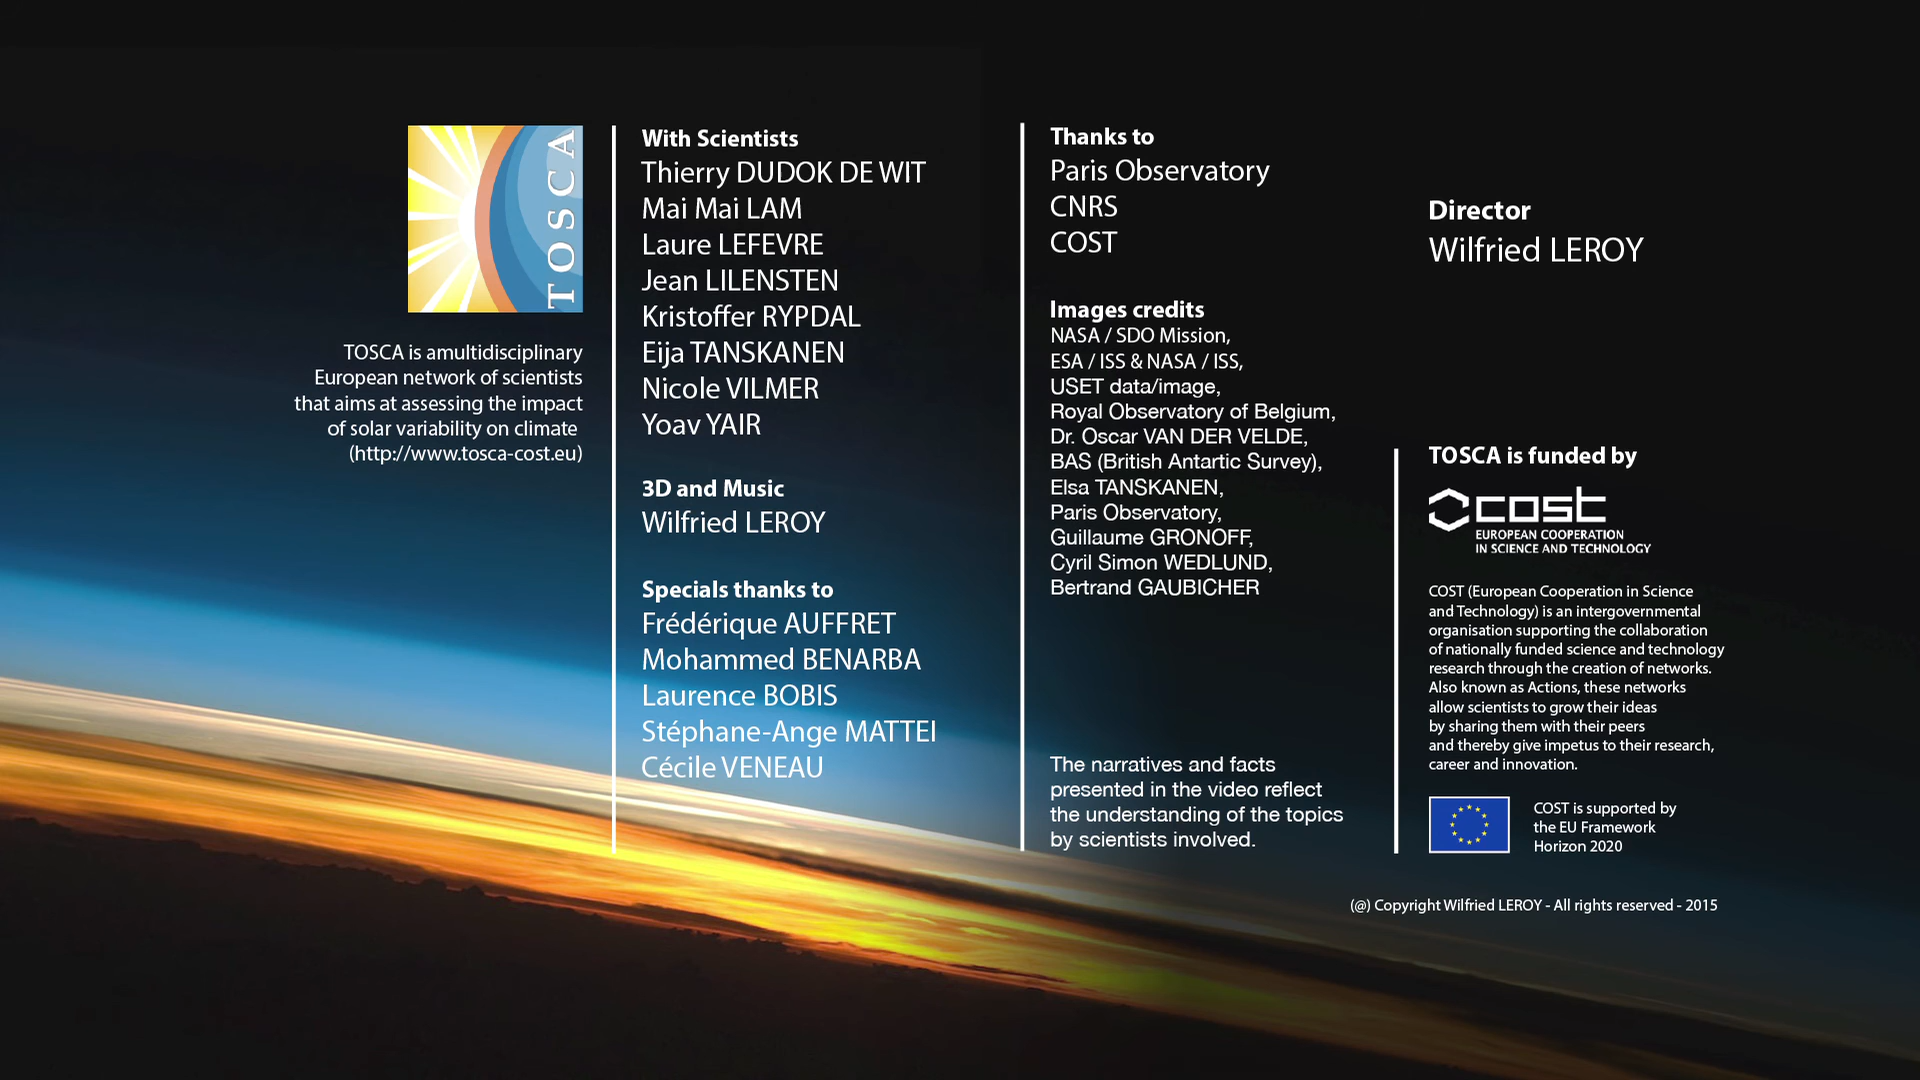 TOSCA
TOSCA is amultidisciplinary
European network of scientists
that aims at assessing the impact
of solar variability on climate
(http://www.tosca-cost.eu)
With Scientists
Thierry DUDOK DE WIT
Mai Mai LAM
Laure LEFEVRE
Jean LILENSTEN
Kristoffer RYPDAL
Eija TANSKANEN
Nicole VILMER
Yoav YAIR
3D and Music
Wilfried LEROY
Specials thanks to
Frédérique AUFFRET
Mohammed BENARBA
Laurence BOBIS
Stéphane-Ange MATTEI
Cécile VENEAU
Thanks to
Paris Observatory
CNRS
COST
Images credits
NASA / SDO Mission,
ESA / ISS & NASA / ISS,
USET data/image,
Royal Observatory of Belgium,
Dr. Oscar VAN DER VELDE,
BAS (British Antartic Survey),
Elsa TANSKANEN,
Paris Observatory,
Guillaume GRONOFF,
Cyril Simon WEDLUND,
Bertrand GAUBICHER
The narratives and facts
presented in the video reflect
the understanding of the topics
by scientists involved.
Director
Wilfried LEROY
TOSCA is funded by
cost
EUROPEAN COOPERATION
IN SCIENCE AND TECHNOLOGY
COST (European Cooperation in Science
and Technology) is an intergovernmental
organisation supporting the collaboration
of nationally funded science and technology
research through the creation of networks.
Also known as Actions, these networks
allow scientists to grow their ideas
by sharing them with their peers
and thereby give impetus to their research,
career and innovation.
COST is supported by
the EU Framework
Horizon 2020
(@) Copyright Wilfried LEROY - All rights reserved - 2015